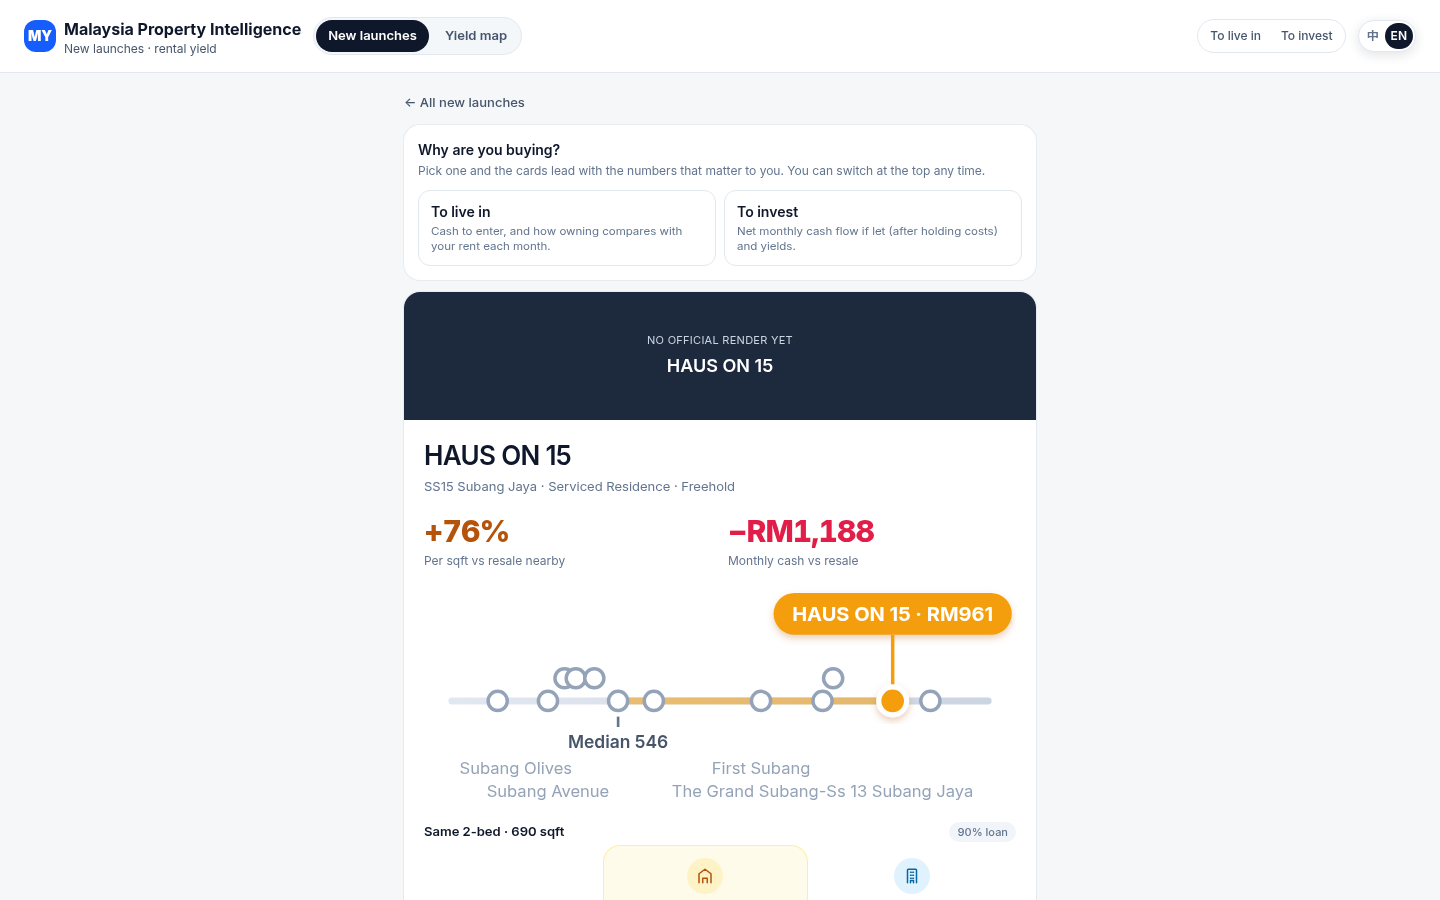 MY
Malaysia Property Intelligence
New launches · rental yield
New launches
Yield map
To live in
To invest
中
EN
← All new launches
Why are you buying?
Pick one and the cards lead with the numbers that matter to you. You can switch at the top any time.
To live in
Cash to enter, and how owning compares with
your rent each month.
To invest
Net monthly cash flow if let (after holding costs)
and yields.
NO OFFICIAL RENDER YET
HAUS ON 15
HAUS ON 15
SS15 Subang Jaya · Serviced Residence · Freehold
+76%
Per sqft vs resale nearby
−RM1,188
Monthly cash vs resale
HAUS ON 15 · RM961
Median 546
Subang Olives
First Subang
Subang Avenue
The Grand Subang-Ss 13 Subang Jaya
Same 2-bed · 690 sqft
90% loan